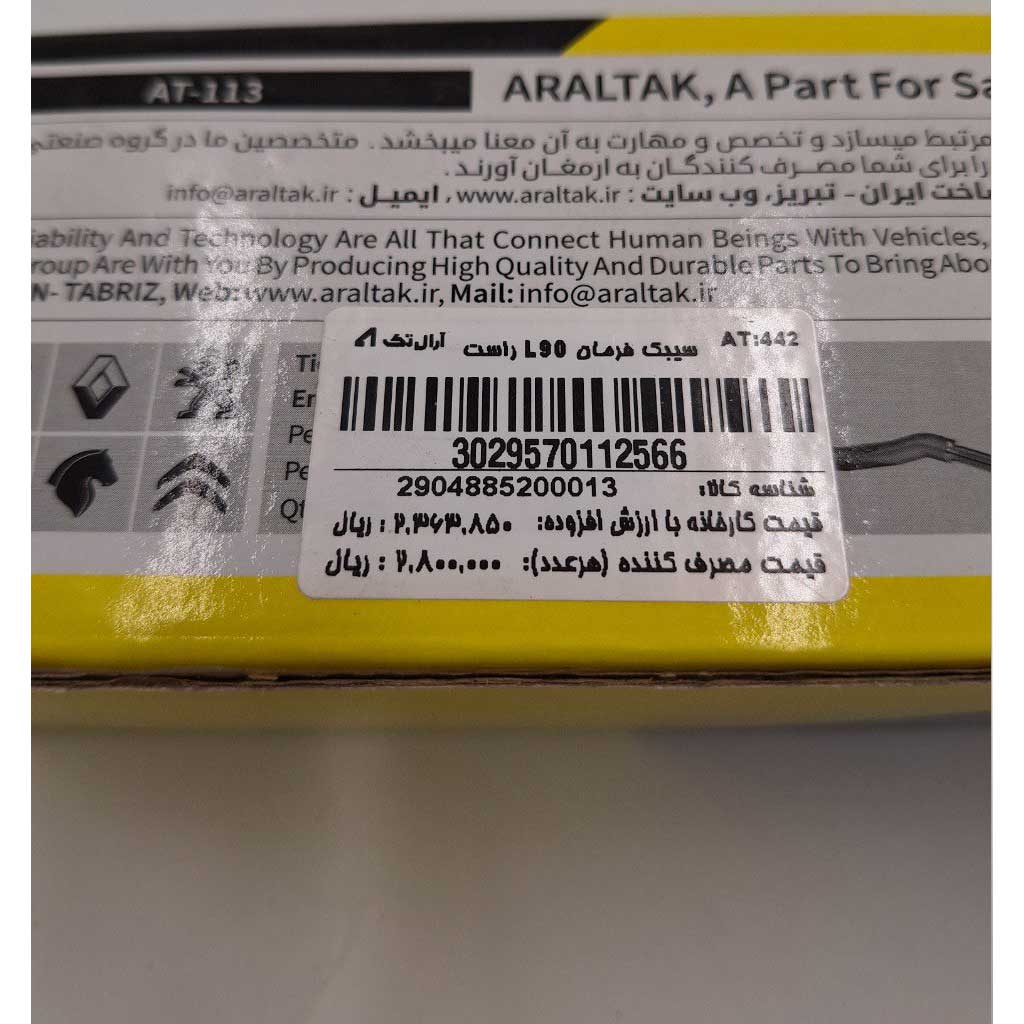 AT-113
ARALTAK, A Part For
مرتبط میسازد و تخصص و مهارت به آن معنا میبخشد. متخصصین ما در گروه صنعتی
را برای شما مصرف کنندگان به ارمغان آورند.
ساخت ایران - تبریز، وب سایت : www.araltak.ir ، ایمیل : info@araltak.ir
And Technology Are All That Connect Human Beings With Vehicles,
Are With You By Producing High Quality And Durable Parts To Bring
TABRIZ, Web: www.araltak.ir, Mail: info@araltak.ir
AT:442 سیبک فرمان L90 راست آرال تک
3029570112566
شناسه کالا: 2904885200013
قیمت کارخانه با ارزش افزوده: ۲,۳۶۳,۸۵۰ : ریال
قیمت مصرف کننده (هرعدد): ۲,۸۰۰,۰۰۰ : ریال